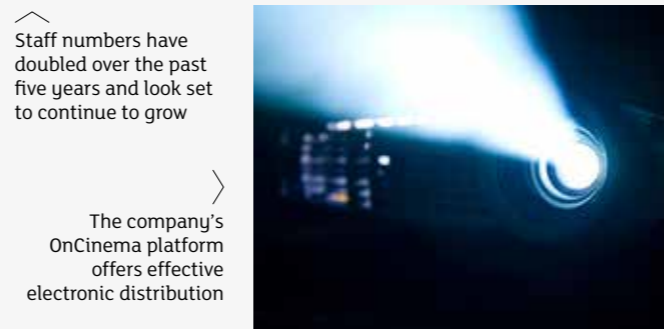 Staff numbers have
doubled over the past
five years and look set
to continue to grow
The company's
OnCinema platform
offers effective
electronic distribution